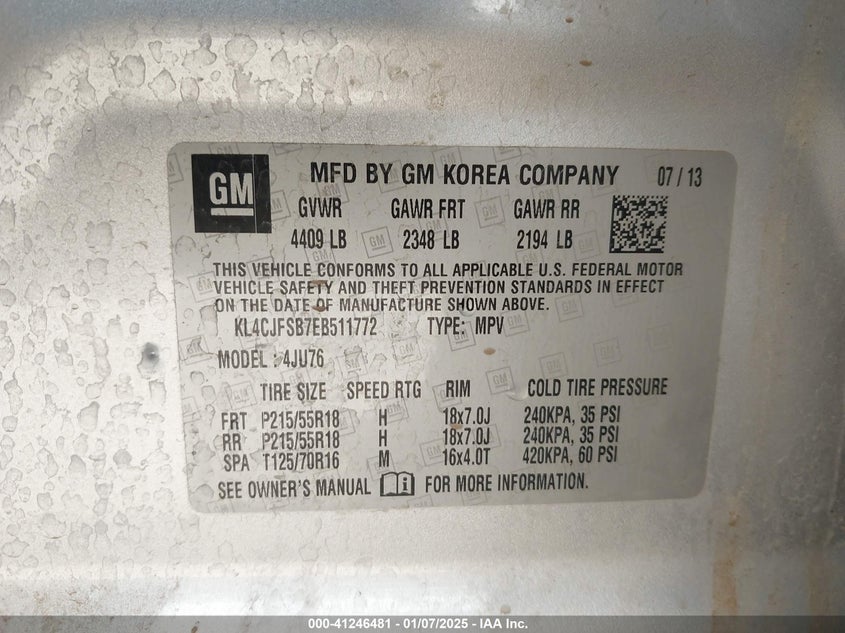 GM MFD BY GM KOREA COMPANY 07 / 13
GVWR GAWR FRT GAWR RR
4409 LB 2348 LB 2194 LB
THIS VEHICLE CONFORMS TO ALL APPLICABLE U.S. FEDERAL MOTOR
VEHICLE SAFETY AND THEFT PREVENTION STANDARDS IN EFFECT
ON THE DATE OF MANUFACTURE SHOWN ABOVE.
KL4CJFSB7EB511772 TYPE: MPV
MODEL : 4JU76
TIRE SIZE SPEED RTG RIM COLD TIRE PRESSURE
FRT P215/55R18 H 18x7.0J 240KPA, 35 PSI
RR P215/55R18 H 18x7.0J 240KPA, 35 PSI
SPA T125/70R16 M 16x4.0T 420KPA, 60 PSI
SEE OWNER'S MANUAL FOR MORE INFORMATION.
000-41246481 - 01/07/2025 - IAA Inc.